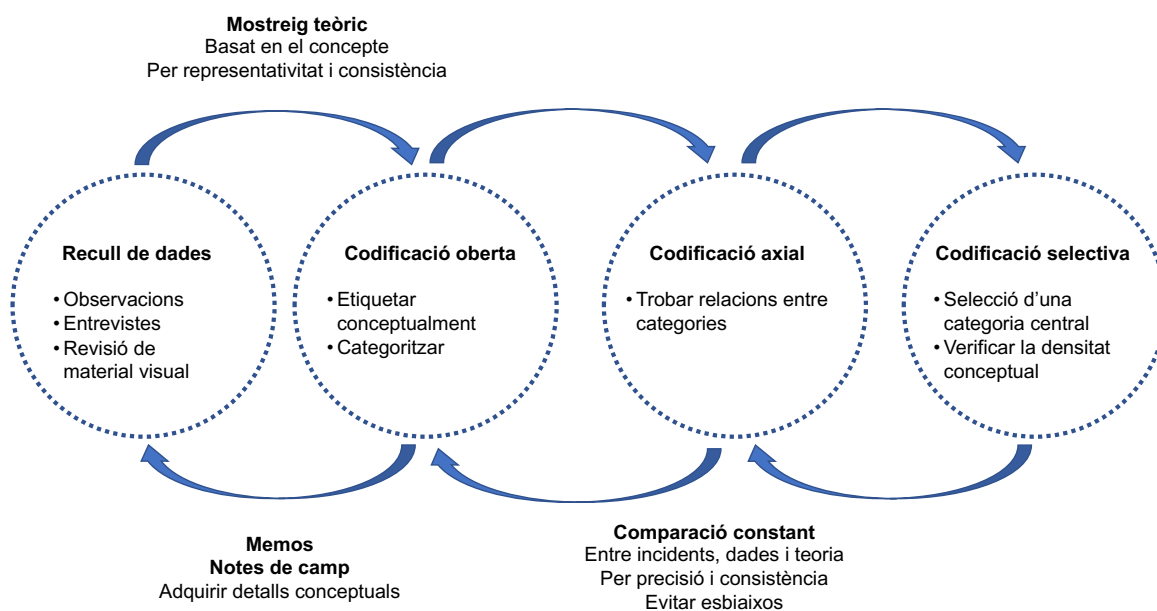 Mostreig teòric
Basat en el concepte
Per representativitat i consistència
Recull de dades
• Observacions
• Entrevistes
• Revisió de
material visual
Codificació oberta
• Etiquetar
conceptualment
• Categoritzar
Codificació axial
• Trobar relacions entre
categories
Codificació selectiva
• Selecció d’una
categoria central
• Verificar la densitat
conceptual
Memos
Notes de camp
Adquirir detalls conceptuals
Comparació constant
Entre incidents, dades i teoria
Per precisió i consistència
Evitar esbiaixos